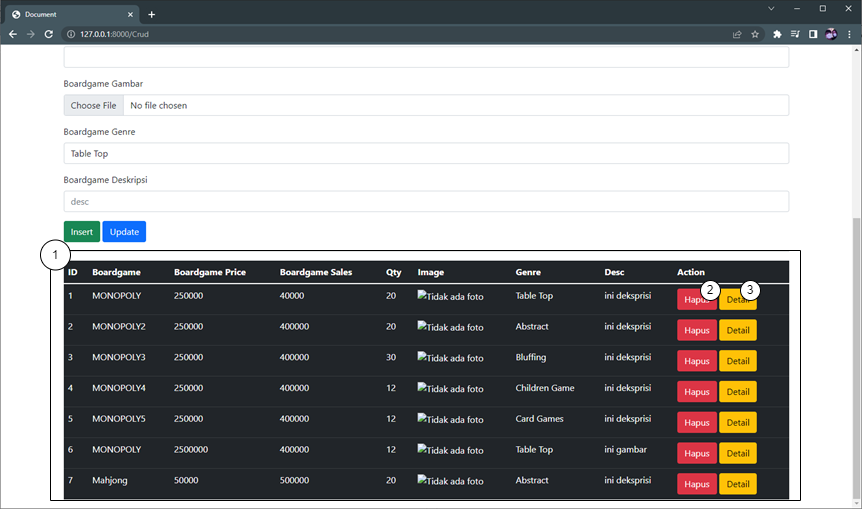 Document
127.0.0.1:8000/Crud
Boardgame Gambar
Choose File No file chosen
Boardgame Genre
Table Top
Boardgame Deskripsi
desc
Insert Update
1
ID Boardgame Boardgame Price Boardgame Sales Qty Image Genre Desc Action
2 3
1 MONOPOLY 250000 40000 20 Tidak ada foto Table Top ini deksprisi Hapus Detail
2 MONOPOLY2 250000 400000 20 Tidak ada foto Abstract ini deksprisi Hapus Detail
3 MONOPOLY3 250000 400000 30 Tidak ada foto Bluffing ini deksprisi Hapus Detail
4 MONOPOLY4 250000 400000 12 Tidak ada foto Children Game ini deksprisi Hapus Detail
5 MONOPOLY5 250000 400000 12 Tidak ada foto Card Games ini deksprisi Hapus Detail
6 MONOPOLY 2500000 400000 12 Tidak ada foto Table Top ini gambar Hapus Detail
7 Mahjong 50000 500000 20 Tidak ada foto Abstract ini deksprisi Hapus Detail